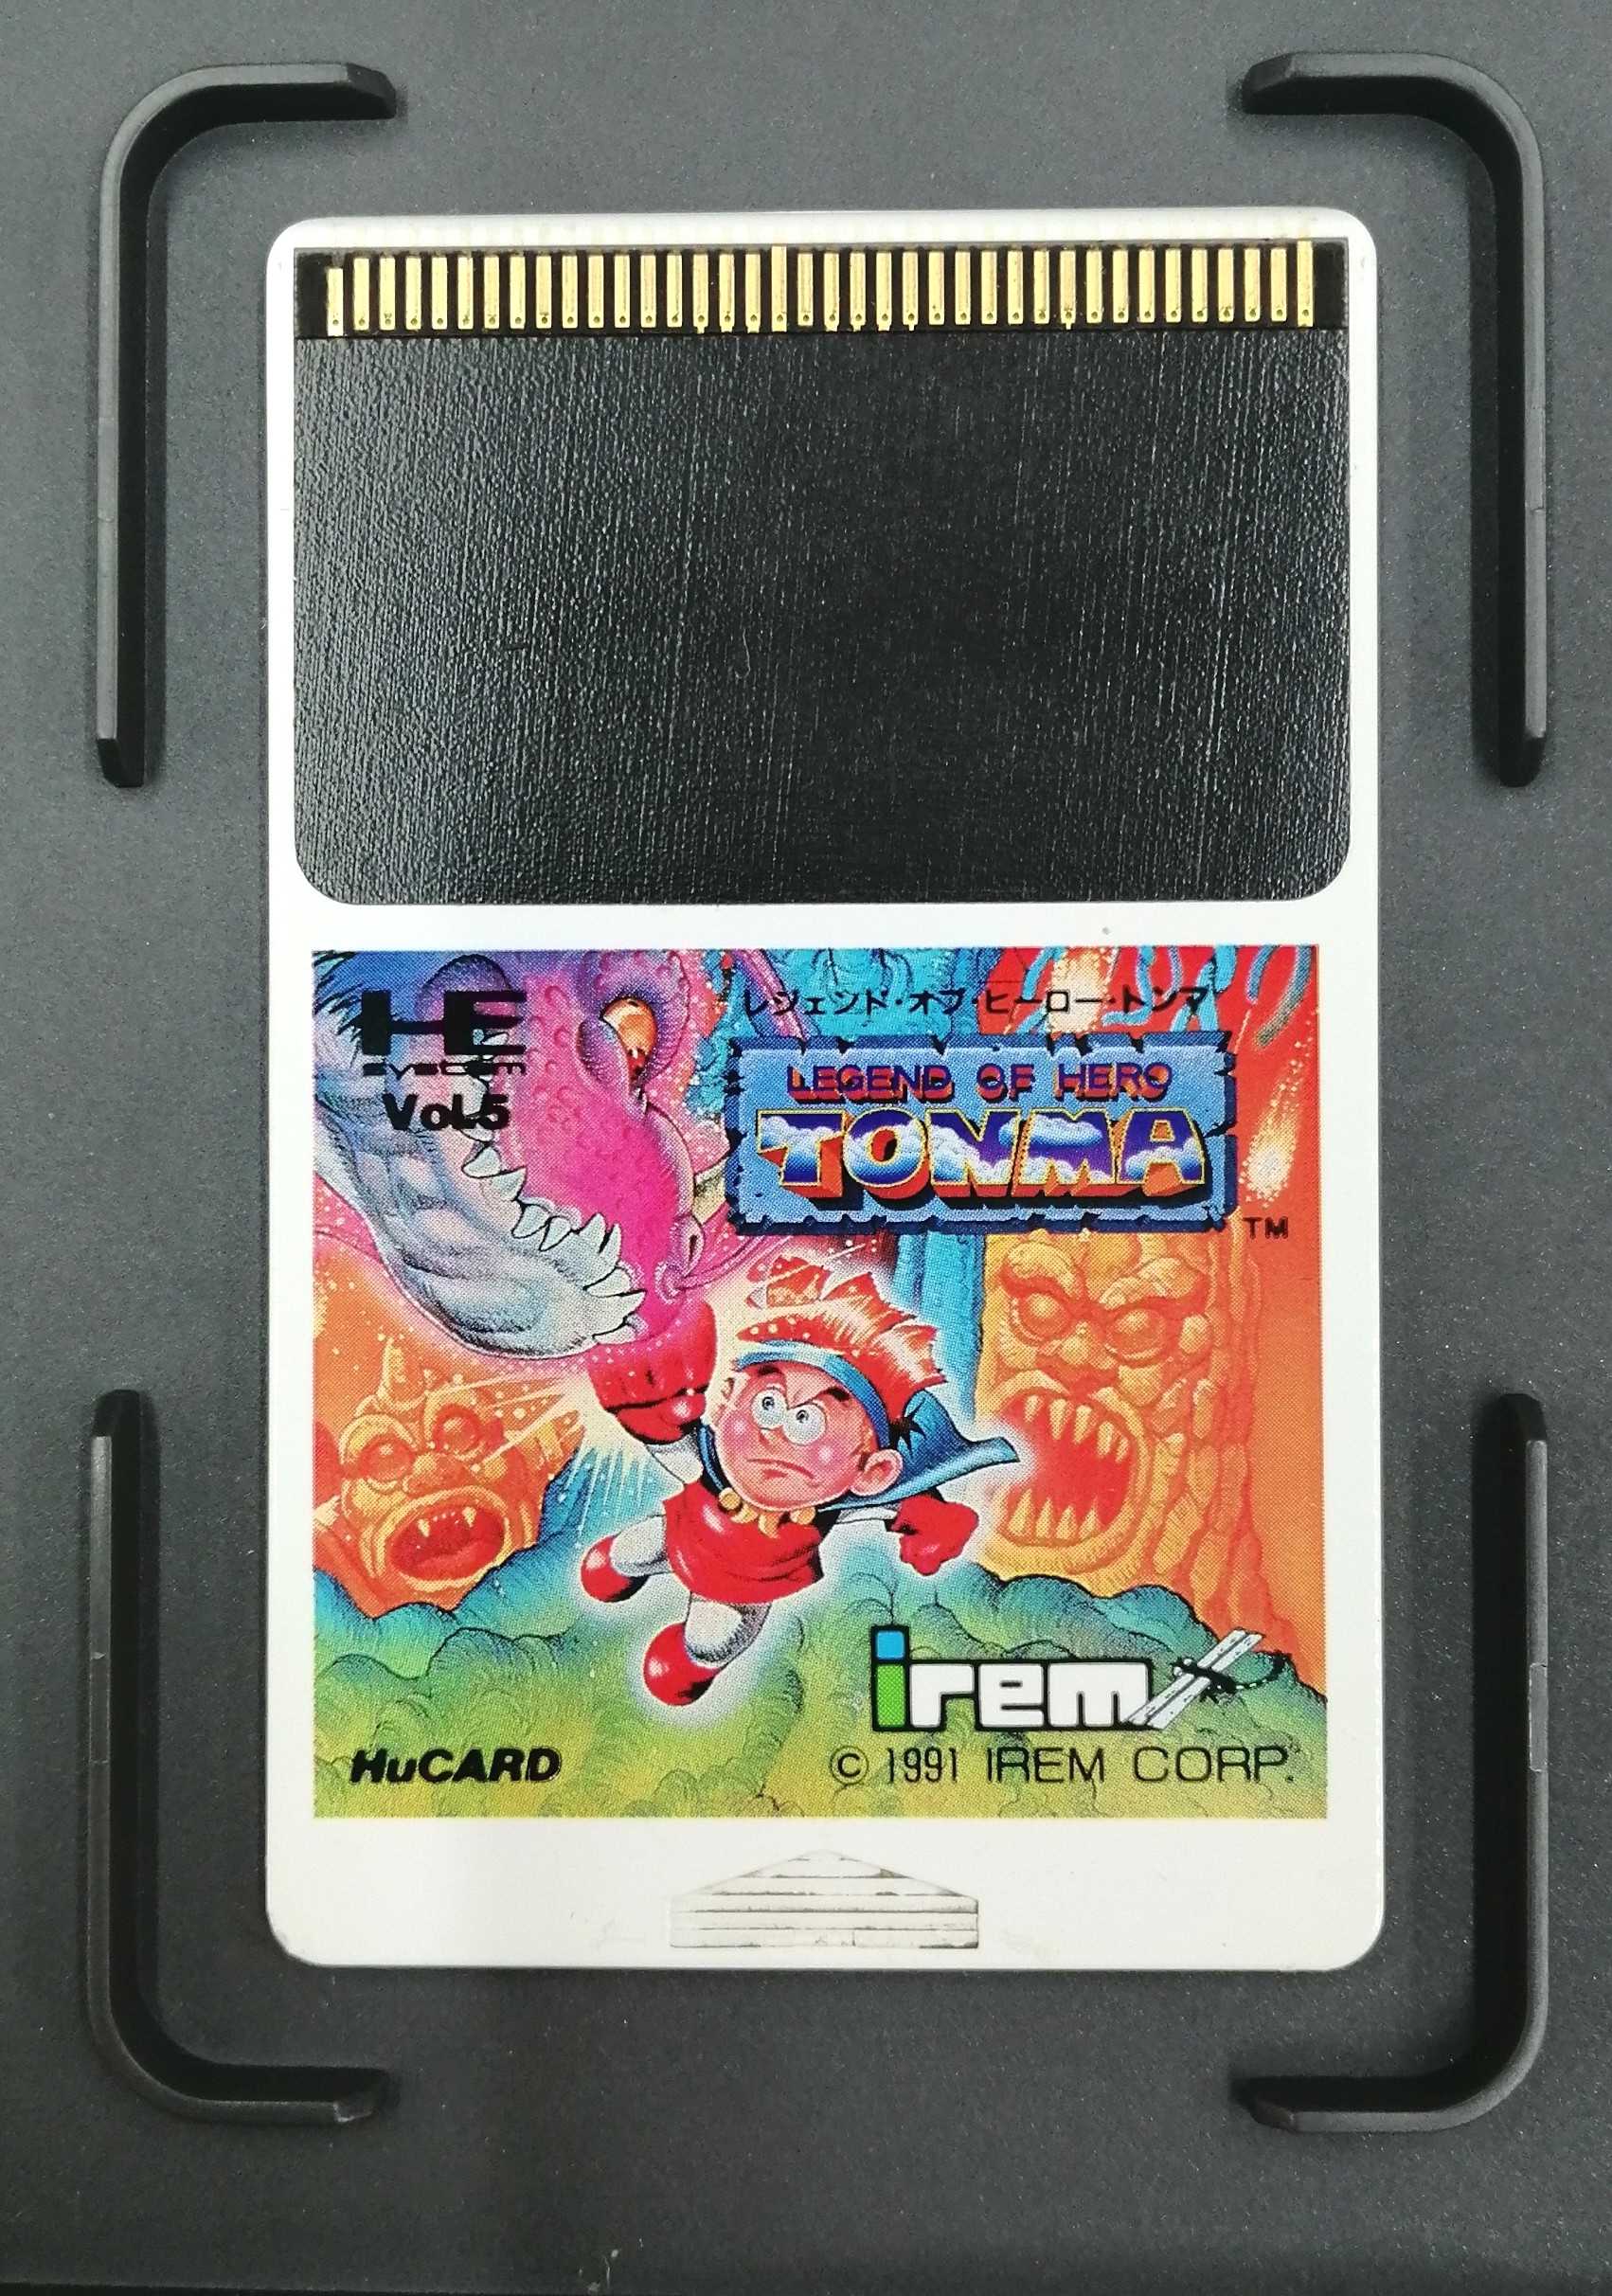 HE
SYSTEM
Vol.5
レジェンド・オブ・ヒーロー・トンマ
LEGEND OF HERO
TONMA
TM
irem
HuCARD
© 1991 IREM CORP.